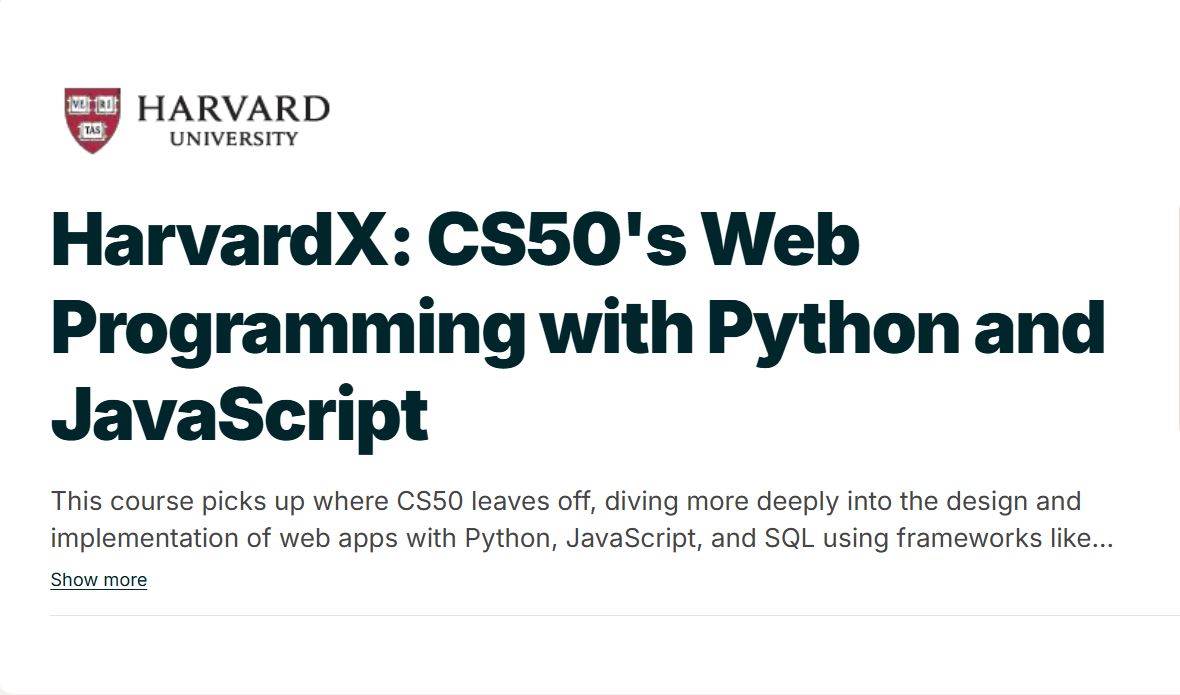 VE RI
TAS
HARVARD
UNIVERSITY
HarvardX: CS50's Web
Programming with Python and
JavaScript
This course picks up where CS50 leaves off, diving more deeply into the design and
implementation of web apps with Python, JavaScript, and SQL using frameworks like...
Show more